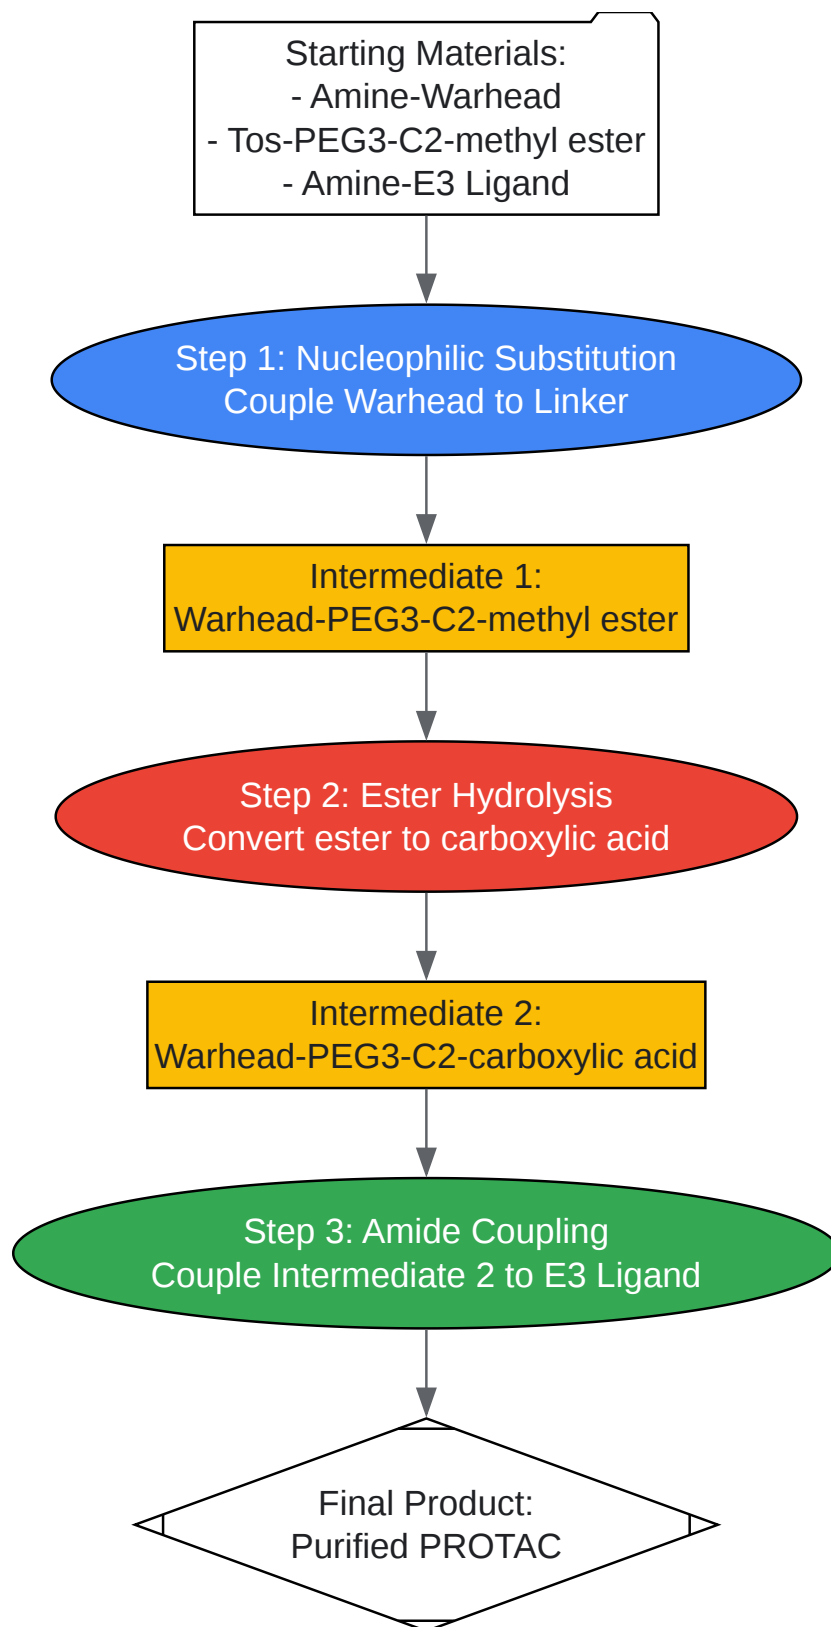 Starting Materials:
- Amine-Warhead
- Tos-PEG3-C2-methyl ester
- Amine-E3 Ligand
Step 1: Nucleophilic Substitution
Couple Warhead to Linker
Intermediate 1:
Warhead-PEG3-C2-methyl ester
Step 2: Ester Hydrolysis
Convert ester to carboxylic acid
Intermediate 2:
Warhead-PEG3-C2-carboxylic acid
Step 3: Amide Coupling
Couple Intermediate 2 to E3 Ligand
Final Product:
Purified PROTAC